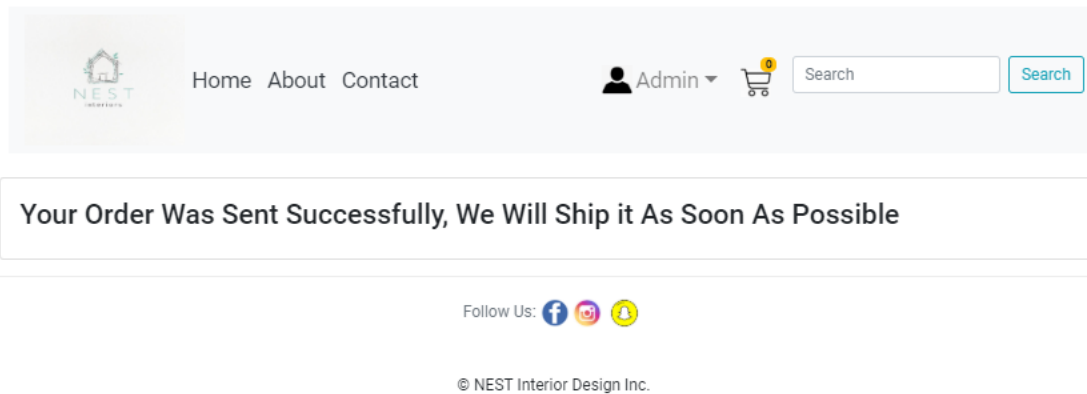 NEST
interiors
Home About Contact
Admin
0
Search
Search
Your Order Was Sent Successfully, We Will Ship it As Soon As Possible
Follow Us:
© NEST Interior Design Inc.